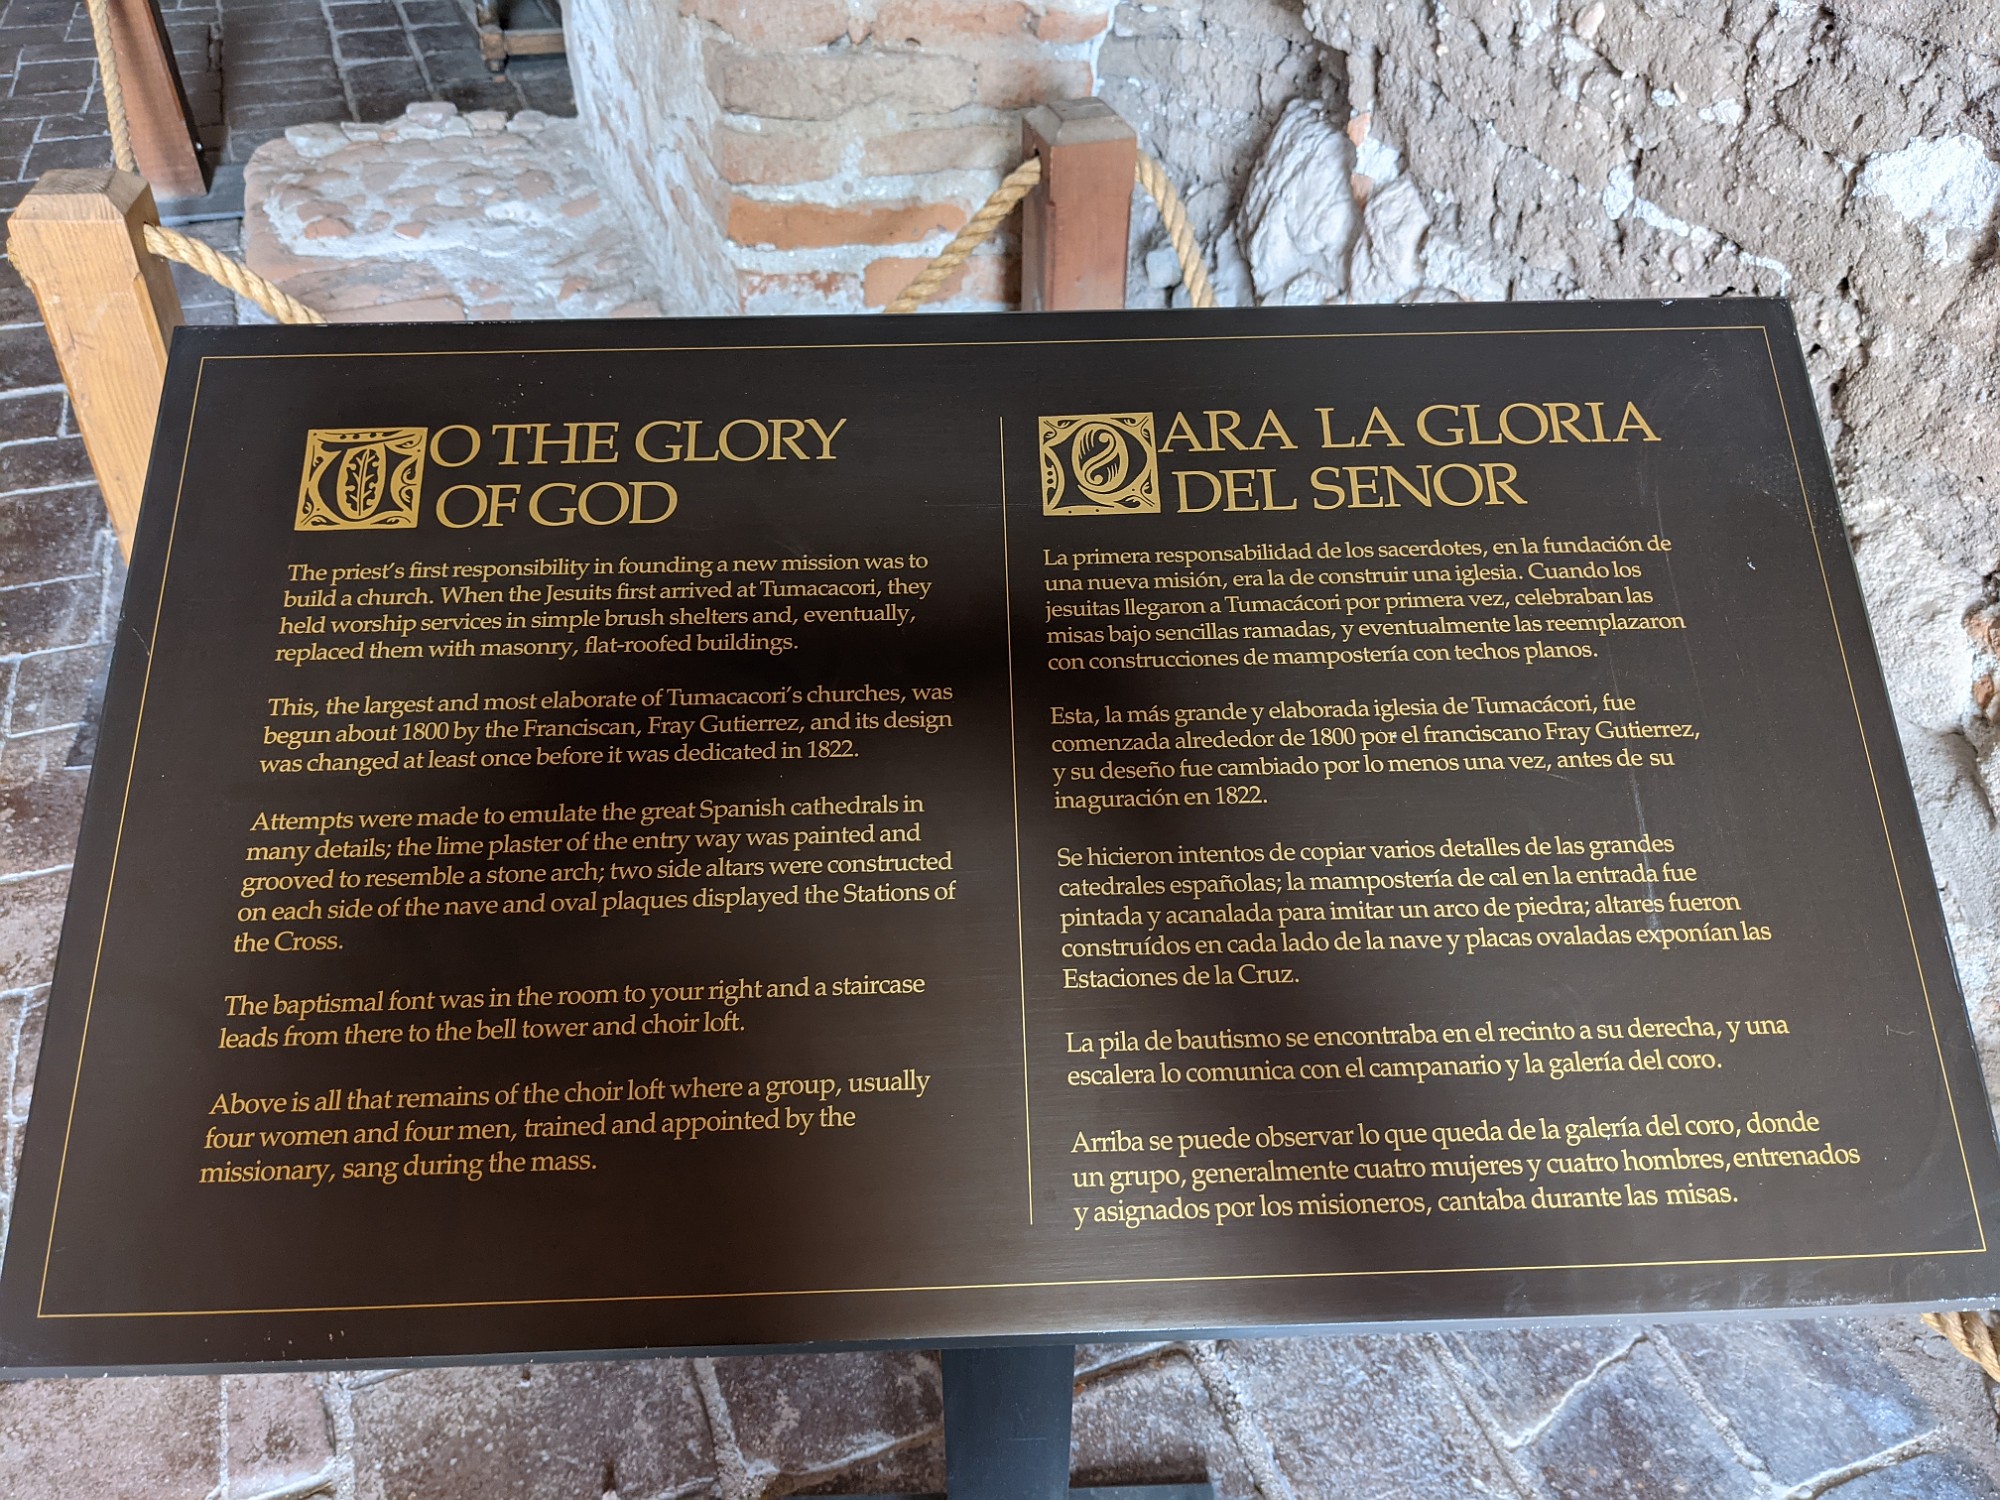 TO THE GLORY
OF GOD
The priest's first responsibility in founding a new mission was to
build a church. When the Jesuits first arrived at Tumacacori, they
held worship services in simple brush shelters and, eventually,
replaced them with masonry, flat-roofed buildings.
This, the largest and most elaborate of Tumacacori's churches, was
begun about 1800 by the Franciscan, Fray Gutierrez, and its design
was changed at least once before it was dedicated in 1822.
Attempts were made to emulate the great Spanish cathedrals in
many details; the lime plaster of the entry way was painted and
grooved to resemble a stone arch; two side altars were constructed
on each side of the nave and oval plaques displayed the Stations of
the Cross.
The baptismal font was in the room to your right and a staircase
leads from there to the bell tower and choir loft.
Above is all that remains of the choir loft where a group, usually
four women and four men, trained and appointed by the
missionary, sang during the mass.
PARA LA GLORIA
DEL SENOR
La primera responsabilidad de los sacerdotes, en la fundación de
una nueva misión, era la de construir una iglesia. Cuando los
jesuitas llegaron a Tumacácori por primera vez, celebraban las
misas bajo sencillas ramadas, y eventualmente las reemplazaron
con construcciones de mampostería con techos planos.
Esta, la más grande y elaborada iglesia de Tumacácori, fue
comenzada alrededor de 1800 por el franciscano Fray Gutierrez,
y su deseño fue cambiado por lo menos una vez, antes de su
inaguración en 1822.
Se hicieron intentos de copiar varios detalles de las grandes
catedrales españolas; la mampostería de cal en la entrada fue
pintada y acanalada para imitar un arco de piedra; altares fueron
construídos en cada lado de la nave y placas ovaladas exponían las
Estaciones de la Cruz.
La pila de bautismo se encontraba en el recinto a su derecha, y una
escalera lo comunica con el campanario y la galería del coro.
Arriba se puede observar lo que queda de la galería del coro, donde
un grupo, generalmente cuatro mujeres y cuatro hombres, entrenados
y asignados por los misioneros, cantaba durante las misas.